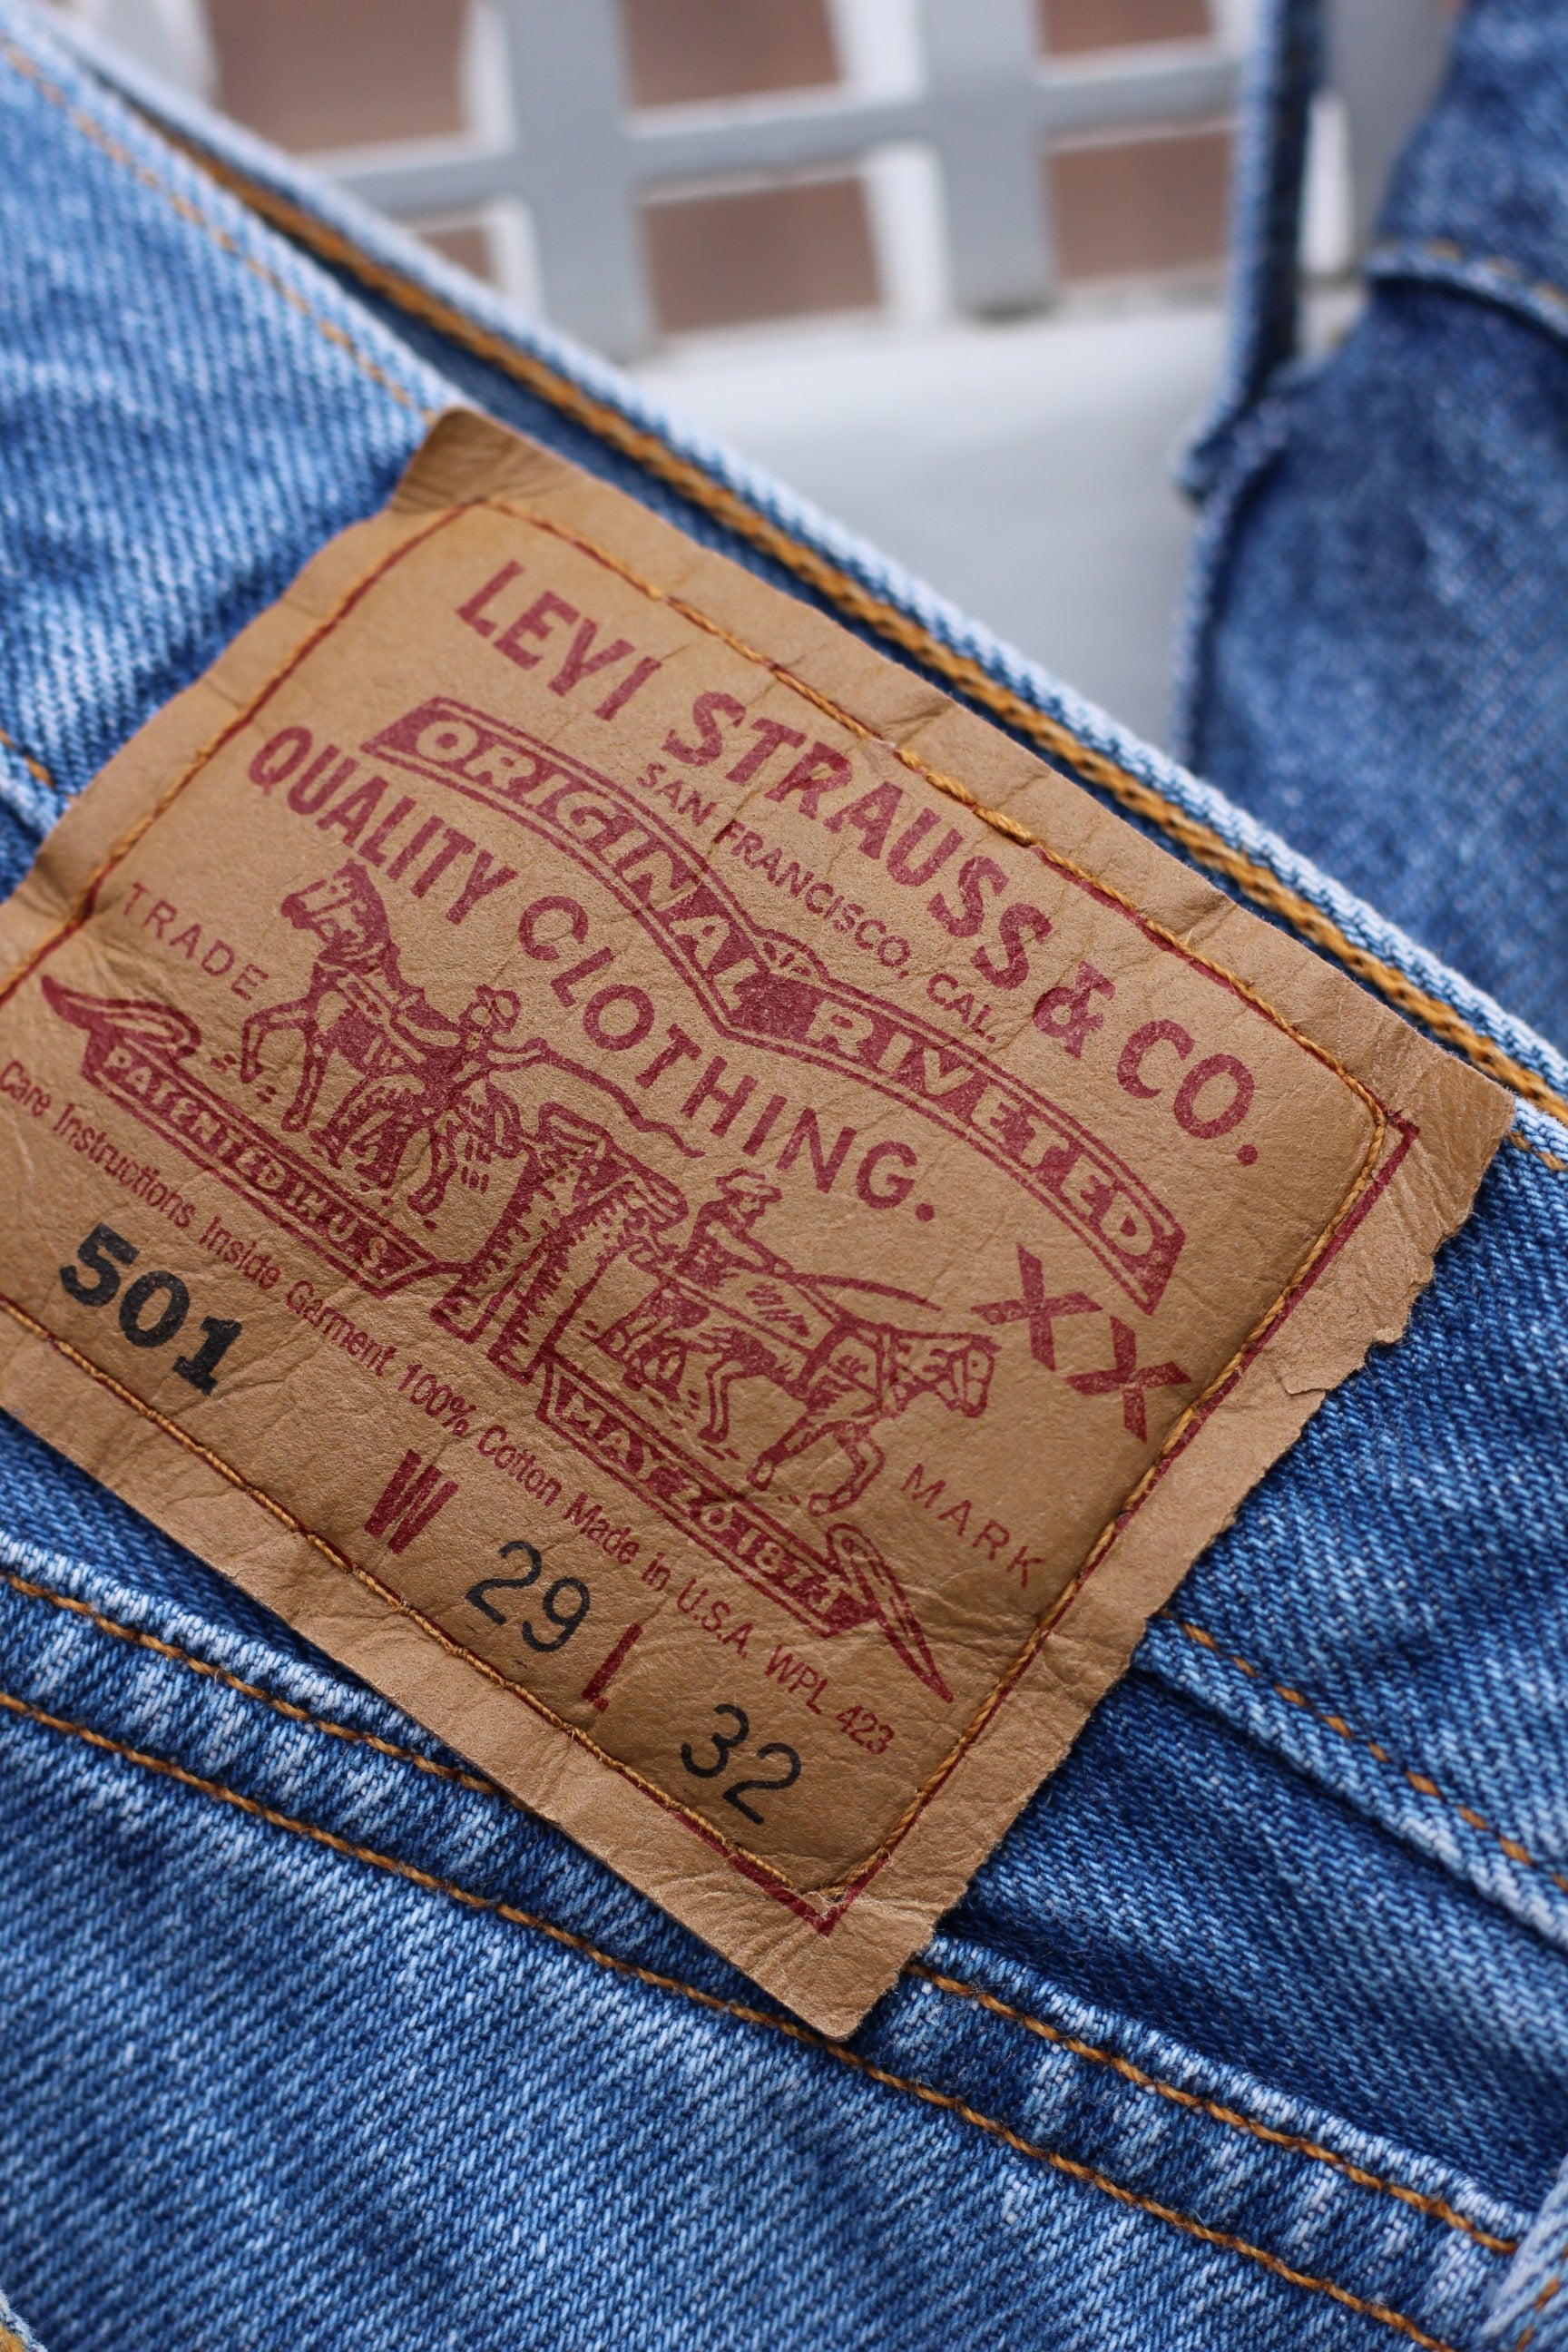 LEVI STRAUSS & CO.
SAN FRANCISCO, CAL.
ORIGINAL RIVETED
QUALITY CLOTHING.
XX
TRADE MARK
PATENTED IN U.S. MAY 20 1873
Care Instructions Inside Garment 100% Cotton Made in U.S.A. WPL 423
501
W 29 L 32